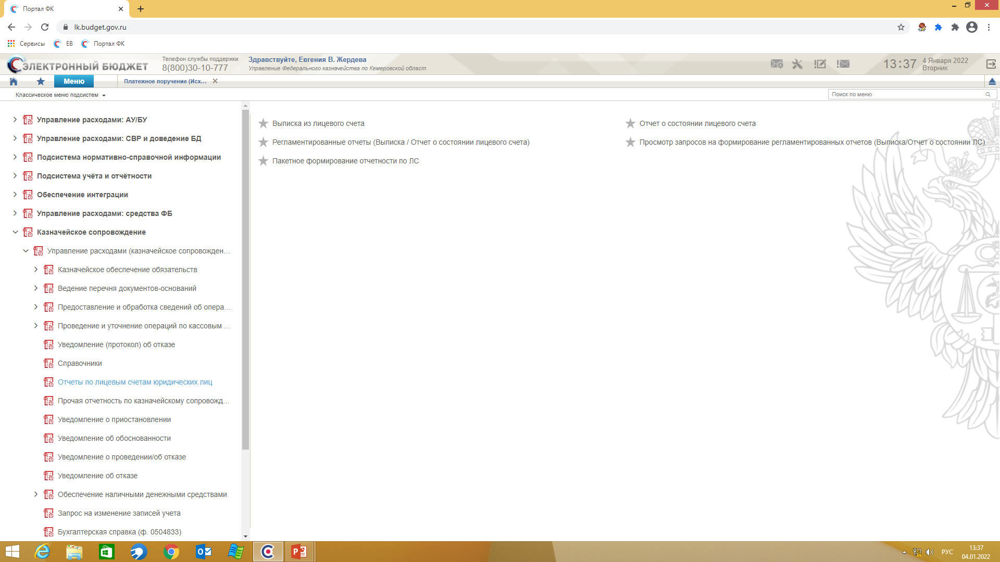 Портал ФК
lk.budget.gov.ru
Сервисы ЕВ Портал ФК
ЭЛЕКТРОННЫЙ БЮДЖЕТ
Телефон службы поддержки
8(800)30-10-777
Здравствуйте, Евгения В. Жердева
Управление Федерального казначейства по Кемеровской област
13:37
4 Января 2022
Вторник
Меню Платежное поручение (Исх...
Классическое меню подсистем
Поиск по меню
Управление расходами: АУ/БУ
Управление расходами: СВР и доведение БД
Подсистема нормативно-справочной информации
Подсистема учёта и отчётности
Обеспечение интеграции
Управление расходами: средства ФБ
Казначейское сопровождение
Управление расходами (казначейское сопровожден...
Казначейское обеспечение обязательств
Ведение перечня документов-оснований
Предоставление и обработка сведений об опера...
Проведение и уточнение операций по кассовым ...
Уведомление (протокол) об отказе
Справочники
Отчеты по лицевым счетам юридических лиц
Прочая отчетность по казначейскому сопровожд...
Уведомление о приостановлении
Уведомление об обоснованности
Уведомление о проведении/об отказе
Уведомление об отказе
Обеспечение наличными денежными средствами
Запрос на изменение записей учета
Бухгалтерская справка (ф. 0504833)
Выписка из лицевого счета
Отчет о состоянии лицевого счета
Регламентированные отчеты (Выписка / Отчет о состоянии лицевого счета)
Просмотр запросов на формирование регламентированных отчетов (Выписка/Отчет о состоянии ЛС)
Пакетное формирование отчетности по ЛС
РУС
13:37
04.01.2022